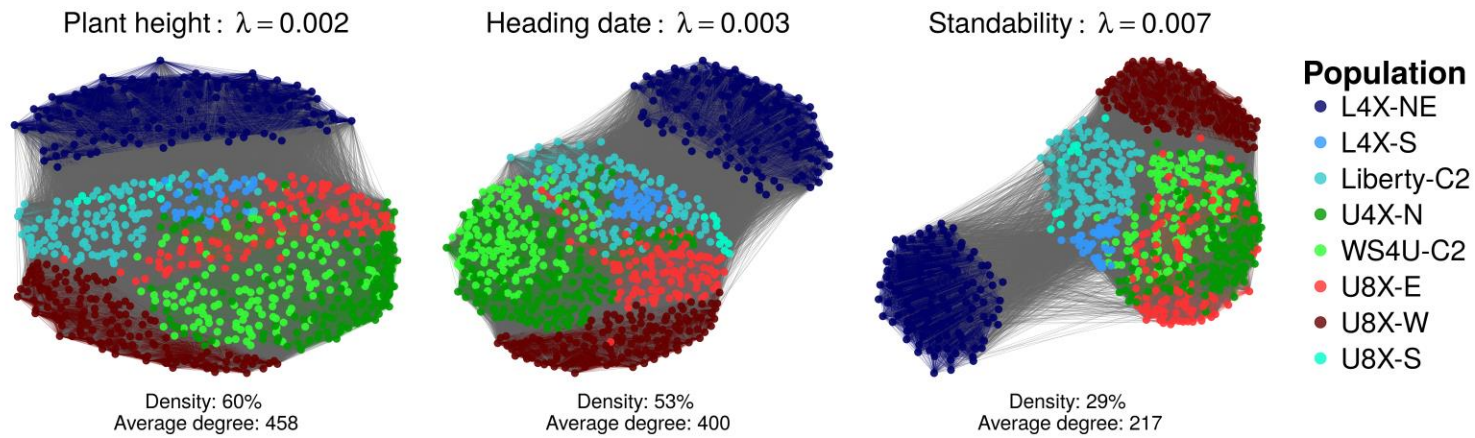 Plant height : λ = 0.002
Heading date : λ = 0.003
Standability : λ = 0.007
Population
L4X-NE
L4X-S
Liberty-C2
U4X-N
WS4U-C2
U8X-E
U8X-W
U8X-S
Density: 60%
Average degree: 458
Density: 53%
Average degree: 400
Density: 29%
Average degree: 217